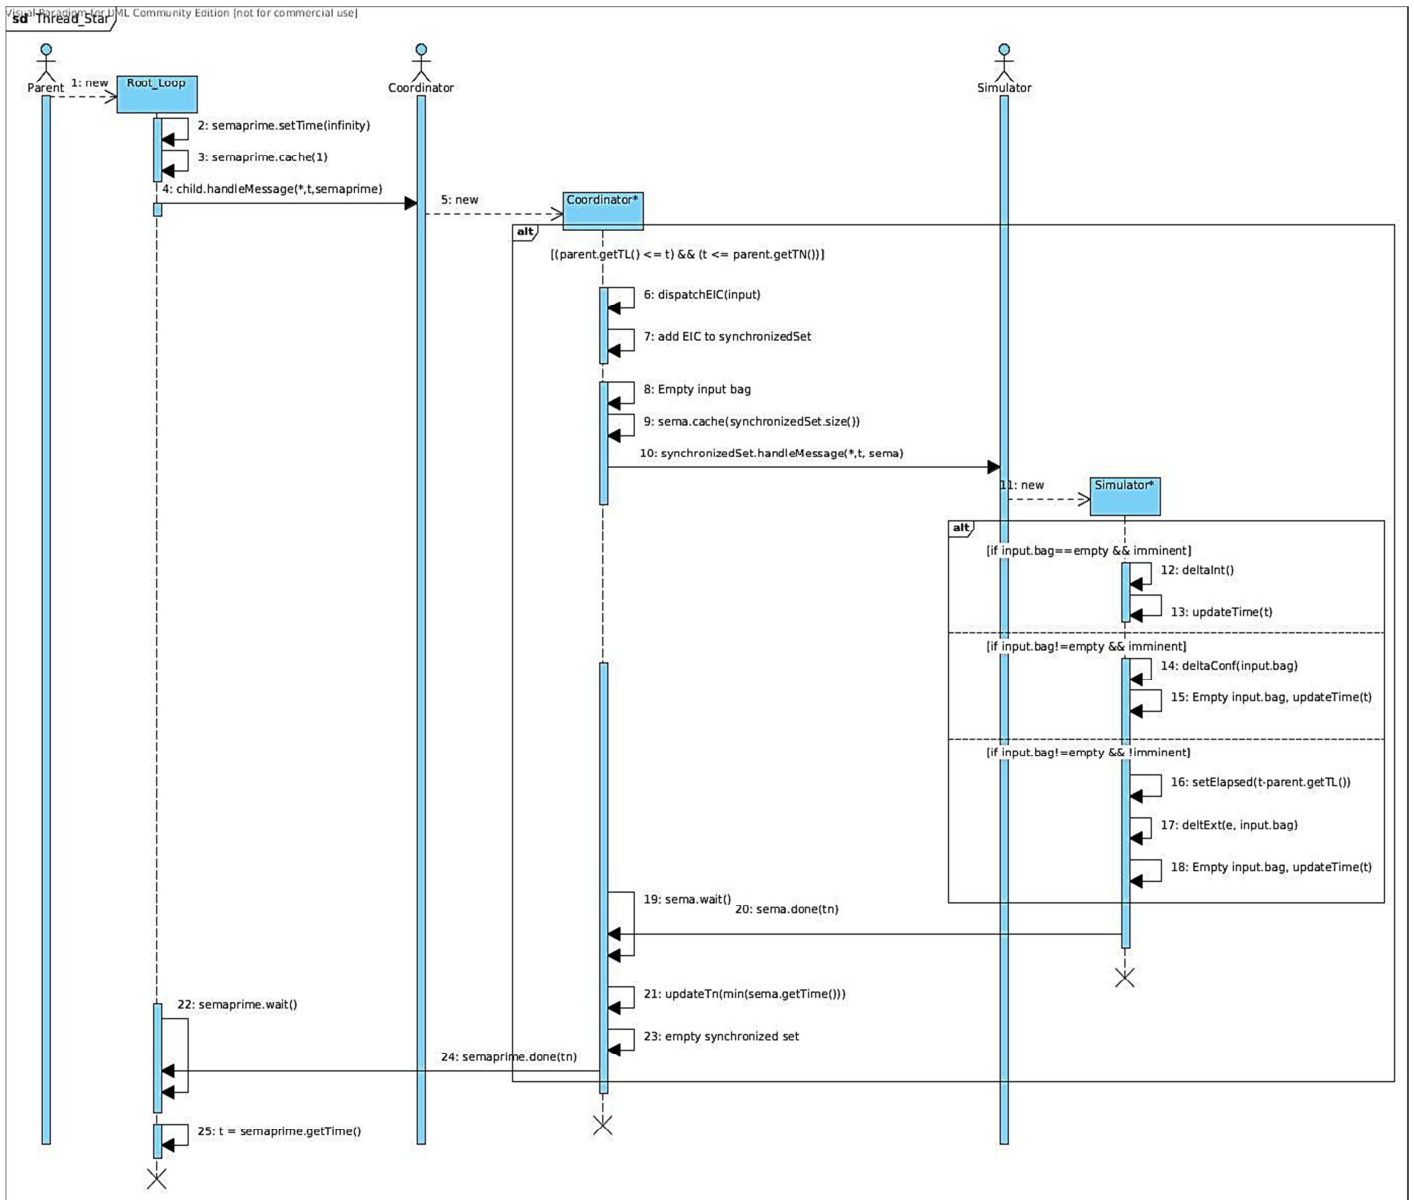 Visual Paradigm for UML Community Edition [not for commercial use]
sd Thread_Star
Parent
1: new
Root_Loop
Coordinator
Simulator
2: semaprime.setTime(infinity)
3: semaprime.cache(1)
4: child.handleMessage(*,t,semaprime)
5: new
Coordinator*
alt
[(parent.getTL() <= t) && (t <= parent.getTN())]
6: dispatchEIC(input)
7: add EIC to synchronizedSet
8: Empty input bag
9: sema.cache(synchronizedSet.size())
10: synchronizedSet.handleMessage(*,t, sema)
11: new
Simulator*
alt
[if input.bag==empty && imminent]
12: deltaInt()
13: updateTime(t)
[if input.bag!=empty && imminent]
14: deltaConf(input.bag)
15: Empty input.bag, updateTime(t)
[if input.bag!=empty && !imminent]
16: setElapsed(t-parent.getTL())
17: deltExt(e, input.bag)
18: Empty input.bag, updateTime(t)
19: sema.wait()
20: sema.done(tn)
21: updateTn(min(sema.getTime()))
22: semaprime.wait()
23: empty synchronized set
24: semaprime.done(tn)
25: t = semaprime.getTime()